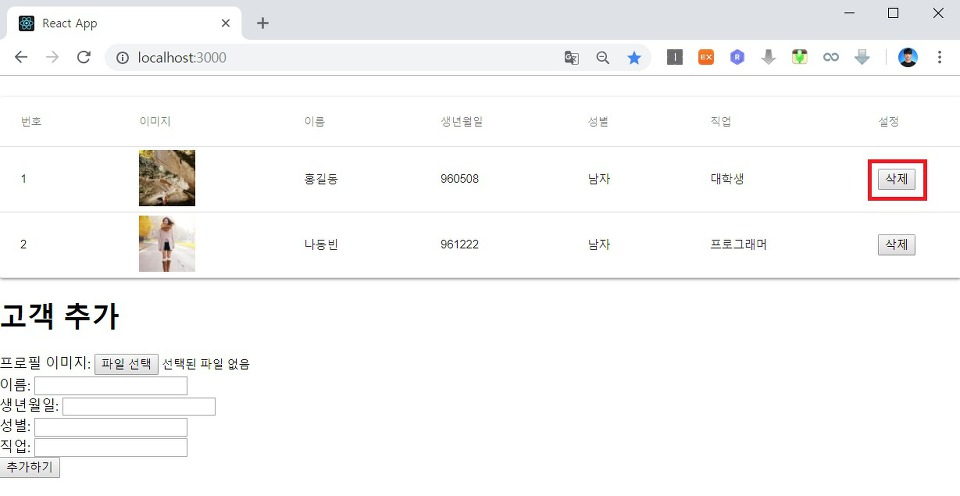 React App
localhost:3000
번호 이미지 이름 생년월일 성별 직업 설정
1 홍길동 960508 남자 대학생 삭제
2 나동빈 961222 남자 프로그래머 삭제
고객 추가
프로필 이미지: 파일 선택 선택된 파일 없음
이름:
생년월일:
성별:
직업:
추가하기